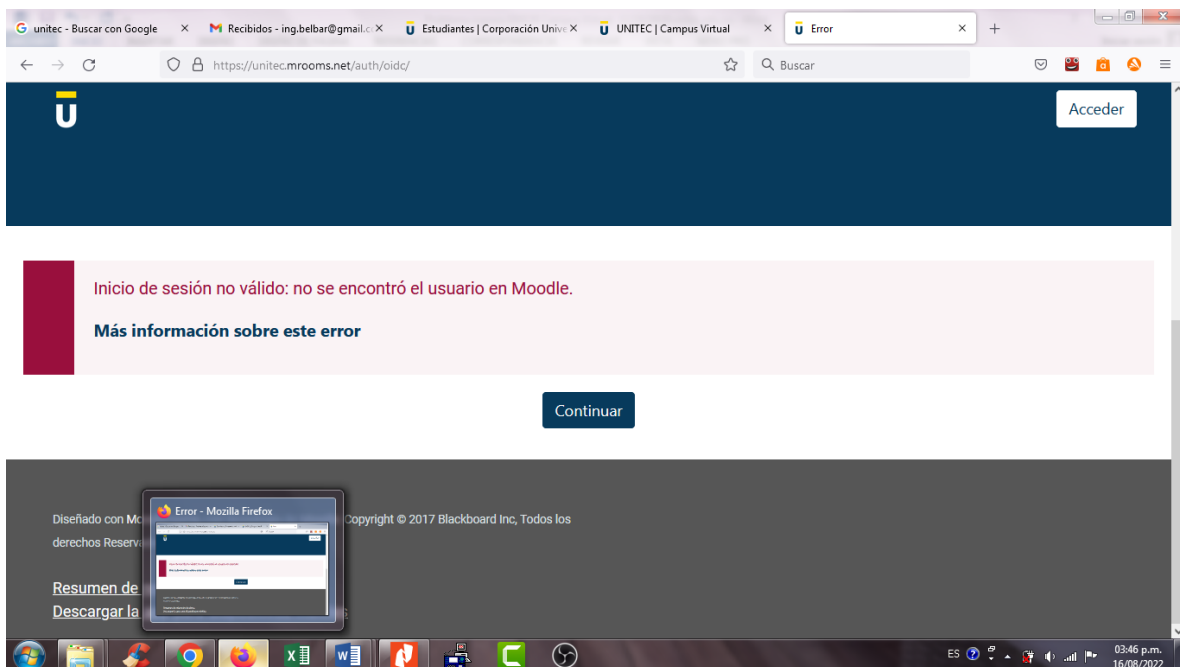 unitec - Buscar con Google
Recibidos - ing.belbar@gmail.c
Estudiantes | Corporación Unive
UNITEC | Campus Virtual
Error
https://unitec.mrooms.net/auth/oidc/
Buscar
Acceder
Inicio de sesión no válido: no se encontró el usuario en Moodle.
Más información sobre este error
Continuar
Error - Mozilla Firefox
Diseñado con Mo Copyright © 2017 Blackboard Inc, Todos los
derechos Reserva
Resumen de
Descargar la
ES
03:46 p.m.
16/08/2022